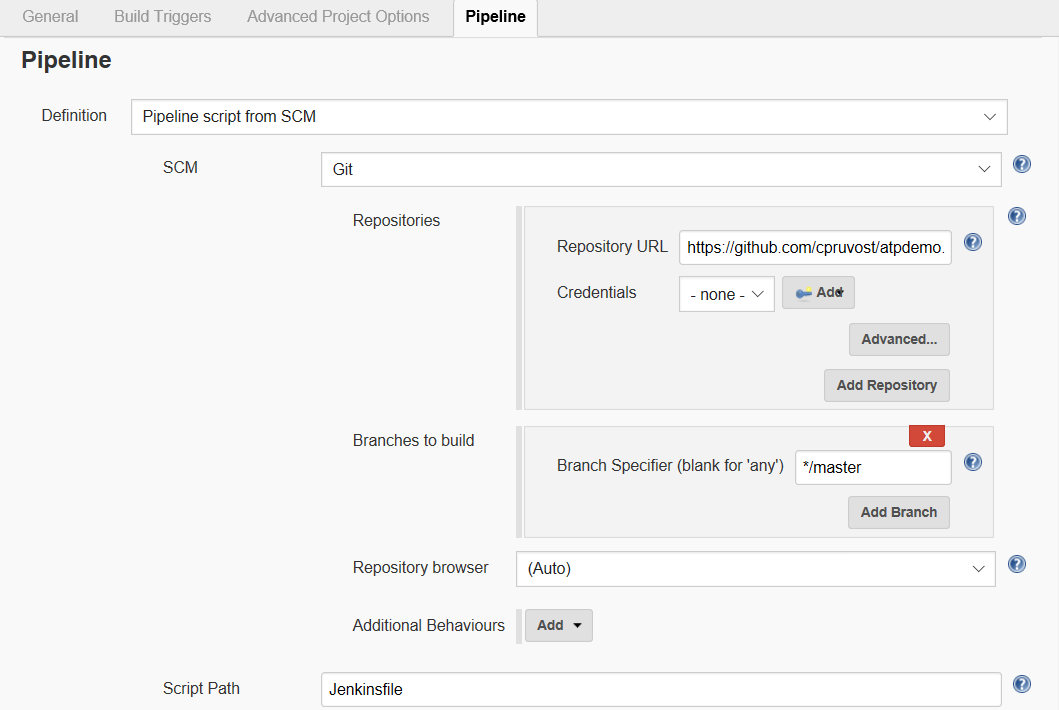 General Build Triggers Advanced Project Options Pipeline
Pipeline
Definition Pipeline script from SCM
SCM Git
Repositories
Repository URL https://github.com/cpruvost/atpdemo.
Credentials - none - Add
Advanced...
Add Repository
Branches to build
X
Branch Specifier (blank for 'any') */master
Add Branch
Repository browser (Auto)
Additional Behaviours Add
Script Path Jenkinsfile